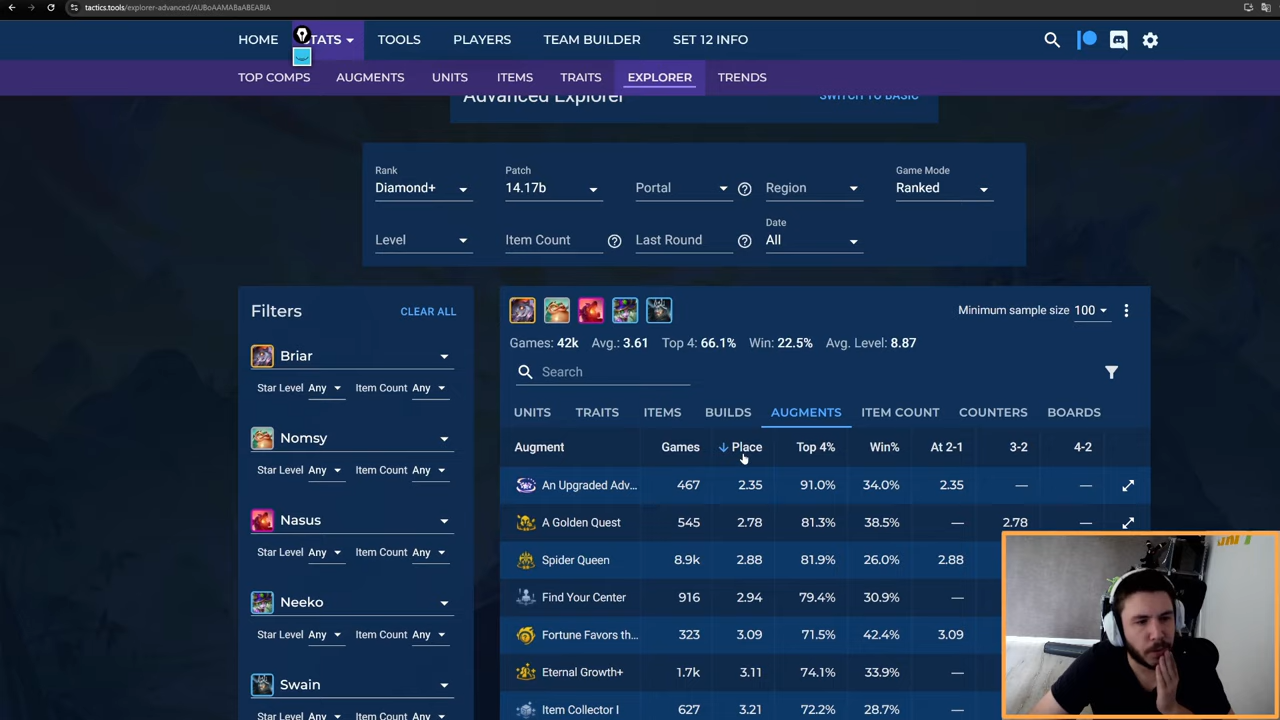 tactics.tools/explorer-advanced/AUBoAAMABaABEABIA
HOME
STATS
TOOLS
PLAYERS
TEAM BUILDER
SET 12 INFO
TOP COMPS
AUGMENTS
UNITS
ITEMS
TRAITS
EXPLORER
TRENDS
Advanced Explorer
SWITCH TO BASIC
Rank
Patch
Game Mode
Diamond+
14.17b
Portal
Region
Ranked
Date
Level
Item Count
Last Round
All
Filters
CLEAR ALL
Briar
Star Level Any Item Count Any
Nomsy
Star Level Any Item Count Any
Nasus
Star Level Any Item Count Any
Neeko
Star Level Any Item Count Any
Swain
Star Level Any Item Count Any
Minimum sample size 100
Games: 42k Avg.: 3.61 Top 4: 66.1% Win: 22.5% Avg. Level: 8.87
Search
UNITS TRAITS ITEMS BUILDS AUGMENTS ITEM COUNT COUNTERS BOARDS
Augment Games Place Top 4% Win% At 2-1 3-2 4-2
An Upgraded Adv... 467 2.35 91.0% 34.0% 2.35 — —
A Golden Quest 545 2.78 81.3% 38.5% — 2.78 —
Spider Queen 8.9k 2.88 81.9% 26.0% 2.88
Find Your Center 916 2.94 79.4% 30.9% —
Fortune Favors th... 323 3.09 71.5% 42.4% 3.09
Eternal Growth+ 1.7k 3.11 74.1% 33.9% —
Item Collector I 627 3.21 72.2% 28.7% —